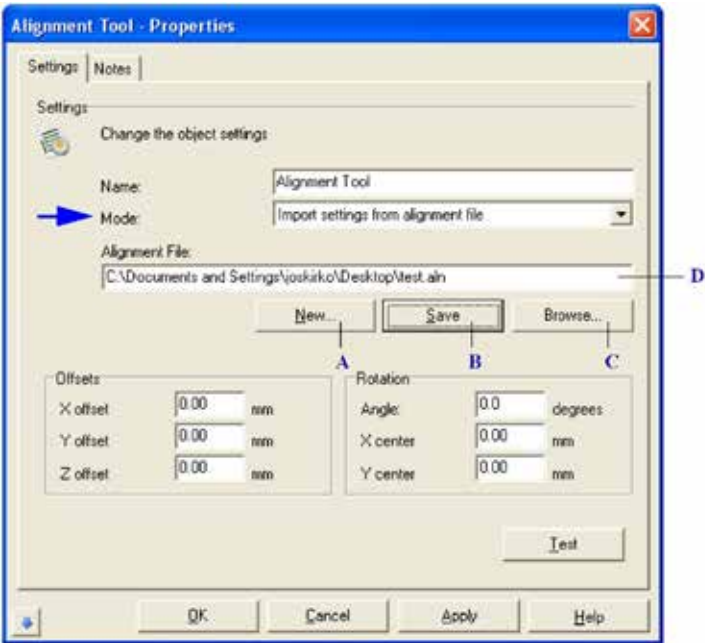 Alignment Tool - Properties
Settings Notes
Settings
Change the object settings
Name: Alignment Tool
Mode: Import settings from alignment file
Alignment File:
C:\Documents and Settings\joskirko\Desktop\test.aln D
New... Save Browse...
A B C
Offsets Rotation
X offset 0.00 mm Angle: 0.0 degrees
Y offset 0.00 mm X center 0.00 mm
Z offset 0.00 mm Y center 0.00 mm
Test
OK Cancel Apply Help